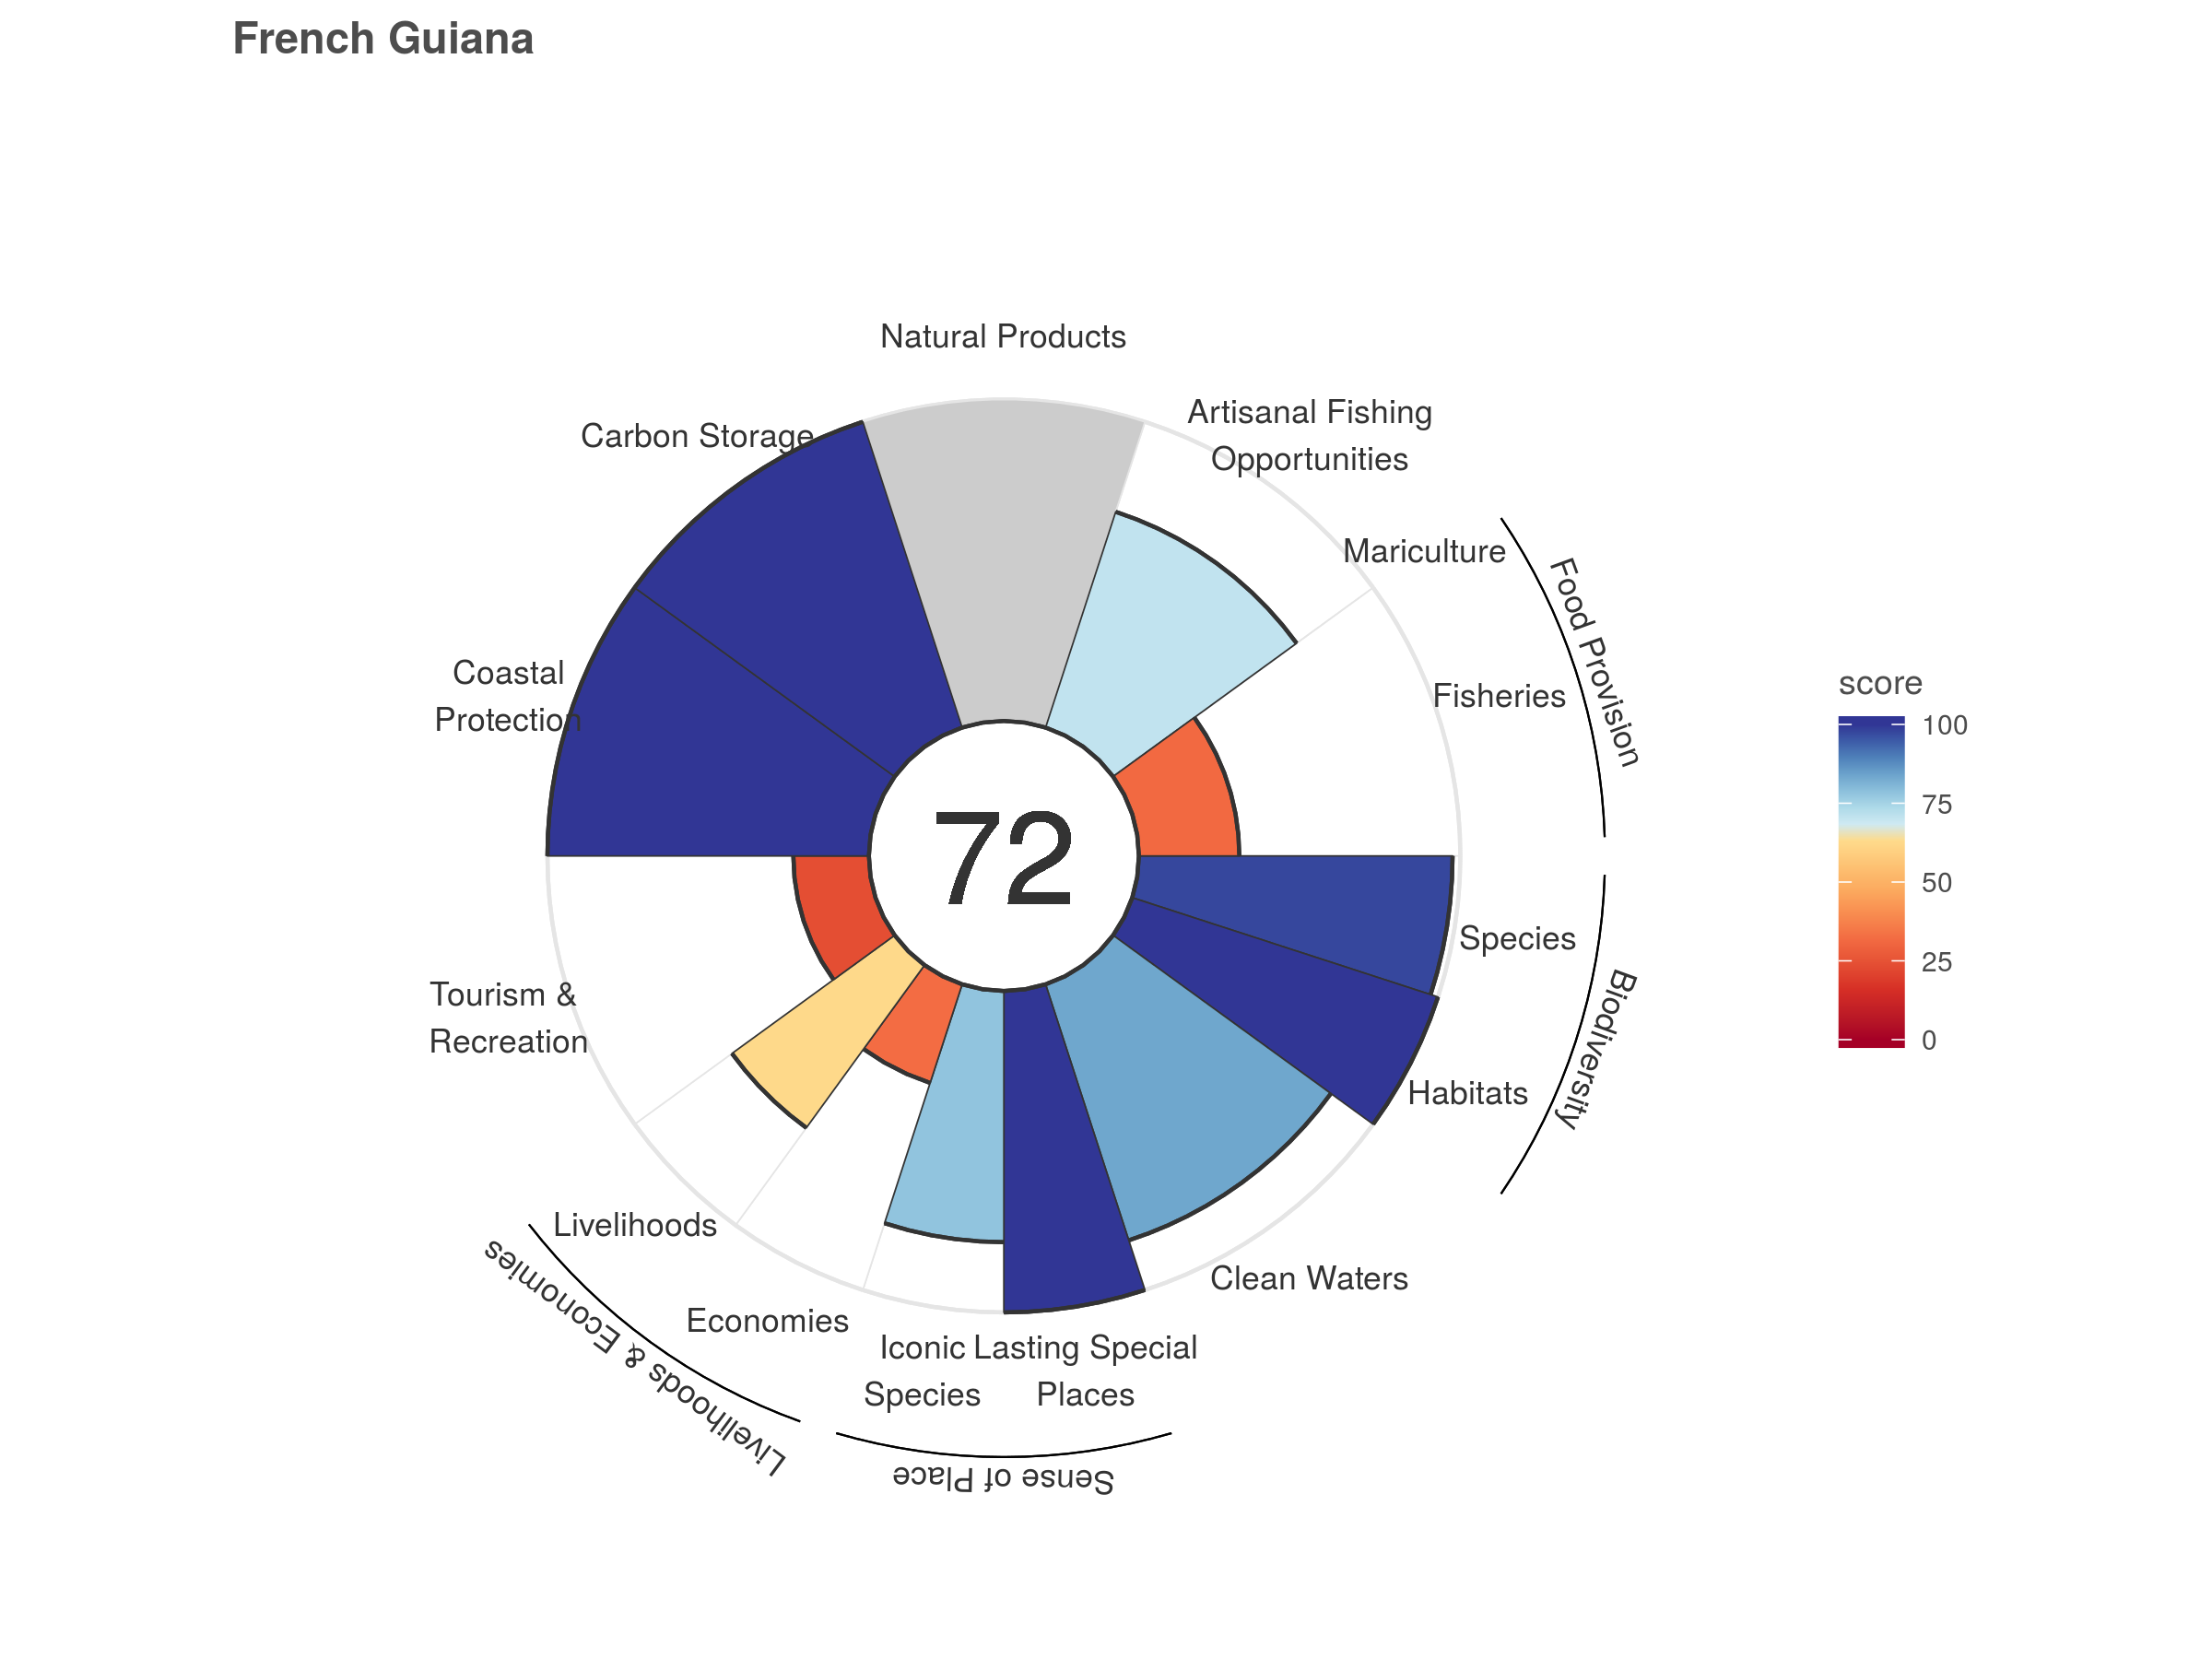 French Guiana
Natural Products
Artisanal Fishing
Opportunities
Carbon Storage
Mariculture
Food Provision
Fisheries
Coastal
Protection
score
100
75
50
25
0
72
Species
Biodiversity
Habitats
Tourism &
Recreation
Livelihoods
Clean Waters
Economies
Livelihoods & Economies
Iconic
Species
Lasting Special
Places
Sense of Place